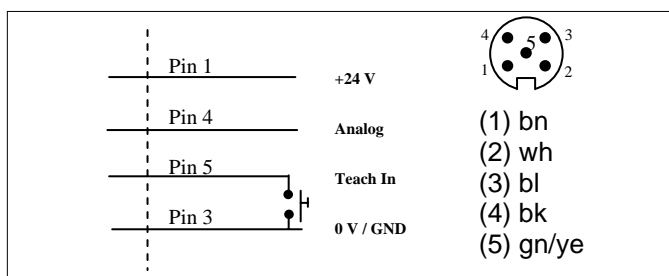 Pin 1
+24 V
Pin 4
Analog
Pin 5
Teach In
Pin 3
0 V / GND
4
5
3
1
2
(1) bn
(2) wh
(3) bl
(4) bk
(5) gn/ye